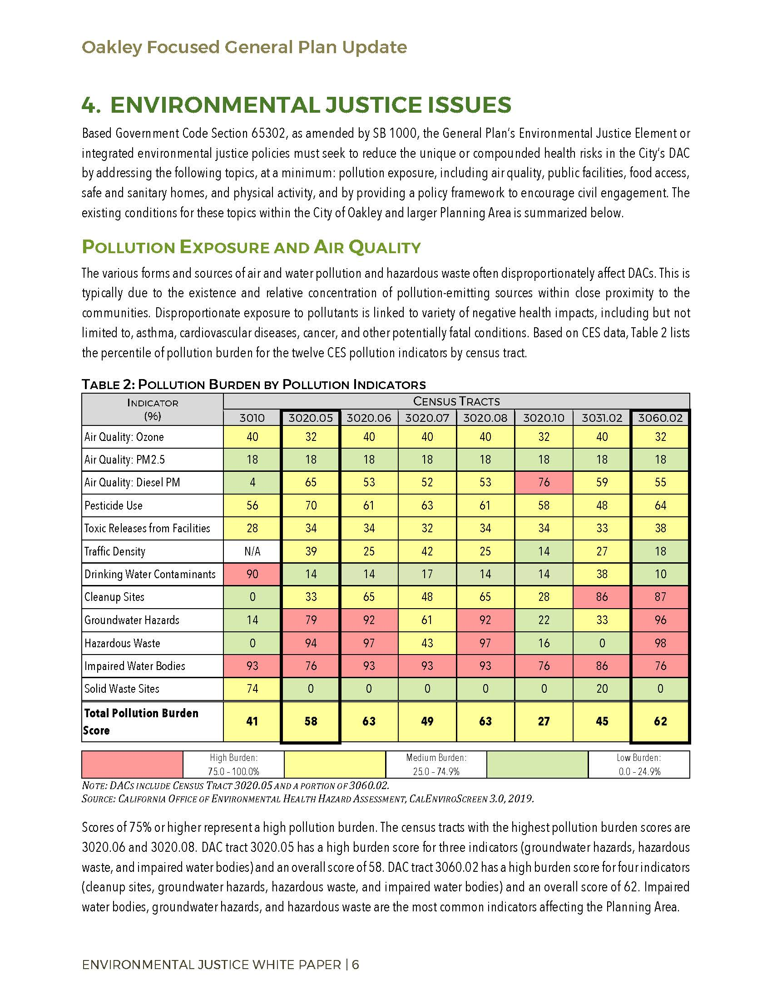 Oakley Focused General Plan Update
4. ENVIRONMENTAL JUSTICE ISSUES
Based Government Code Section 65302, as amended by SB 1000, the General Plan's Environmental Justice Element or
integrated environmental justice policies must seek to reduce the unique or compounded health risks in the City's DAC
by addressing the following topics, at a minimum: pollution exposure, including air quality, public facilities, food access,
safe and sanitary homes, and physical activity, and by providing a policy framework to encourage civil engagement. The
existing conditions for these topics within the City of Oakley and larger Planning Area is summarized below.
POLLUTION EXPOSURE AND AIR QUALITY
The various forms and sources of air and water pollution and hazardous waste often disproportionately affect DACs. This is
typically due to the existence and relative concentration of pollution-emitting sources within close proximity to the
communities. Disproportionate exposure to pollutants is linked to variety of negative health impacts, including but not
limited to, asthma, cardiovascular diseases, cancer, and other potentially fatal conditions. Based on CES data, Table 2 lists
the percentile of pollution burden for the twelve CES pollution indicators by census tract.
TABLE 2: POLLUTION BURDEN BY POLLUTION INDICATORS
INDICATOR (%) CENSUS TRACTS
3010 3020.05 3020.06 3020.07 3020.08 3020.10 3031.02 3060.02
Air Quality: Ozone 40 32 40 40 40 32 40 32
Air Quality: PM2.5 18 18 18 18 18 18 18 18
Air Quality: Diesel PM 4 65 53 52 53 76 59 55
Pesticide Use 56 70 61 63 61 58 48 64
Toxic Releases from Facilities 28 34 34 32 34 34 33 38
Traffic Density N/A 39 25 42 25 14 27 18
Drinking Water Contaminants 90 14 14 17 14 14 38 10
Cleanup Sites 0 33 65 48 65 28 86 87
Groundwater Hazards 14 79 92 61 92 22 33 96
Hazardous Waste 0 94 97 43 97 16 0 98
Impaired Water Bodies 93 76 93 93 93 76 86 76
Solid Waste Sites 74 0 0 0 0 0 20 0
Total Pollution Burden Score 41 58 63 49 63 27 45 62
High Burden: Medium Burden: Low Burden:
75.0 - 100.0% 25.0 - 74.9% 0.0 - 24.9%
NOTE: DACS INCLUDE CENSUS TRACT 3020.05 AND A PORTION OF 3060.02.
SOURCE: CALIFORNIA OFFICE OF ENVIRONMENTAL HEALTH HAZARD ASSESSMENT, CALENVIROSCREEN 3.0, 2019.
Scores of 75% or higher represent a high pollution burden. The census tracts with the highest pollution burden scores are
3020.06 and 3020.08. DAC tract 3020.05 has a high burden score for three indicators (groundwater hazards, hazardous
waste, and impaired water bodies) and an overall score of 58. DAC tract 3060.02 has a high burden score for four indicators
(cleanup sites, groundwater hazards, hazardous waste, and impaired water bodies) and an overall score of 62. Impaired
water bodies, groundwater hazards, and hazardous waste are the most common indicators affecting the Planning Area.
ENVIRONMENTAL JUSTICE WHITE PAPER | 6